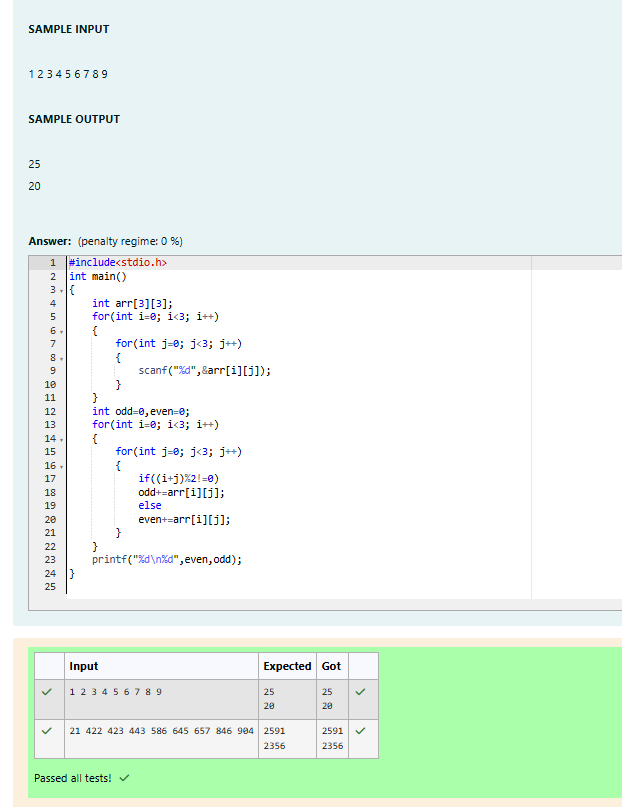 SAMPLE INPUT
1 2 3 4 5 6 7 8 9
SAMPLE OUTPUT
25
20
Answer: (penalty regime: 0 %)
1 #include<stdio.h>
2 int main()
3 {
4     int arr[3][3];
5     for(int i=0; i<3; i++)
6     {
7         for(int j=0; j<3; j++)
8         {
9             scanf("%d",&arr[i][j]);
10         }
11     }
12     int odd=0,even=0;
13     for(int i=0; i<3; i++)
14     {
15         for(int j=0; j<3; j++)
16         {
17             if((i+j)%2!=0)
18             odd+=arr[i][j];
19             else
20             even+=arr[i][j];
21         }
22     }
23     printf("%d\n%d",even,odd);
24 }
25
Input Expected Got
1 2 3 4 5 6 7 8 9 25 25
20 20
21 422 423 443 586 645 657 846 904 2591 2591
2356 2356
Passed all tests!